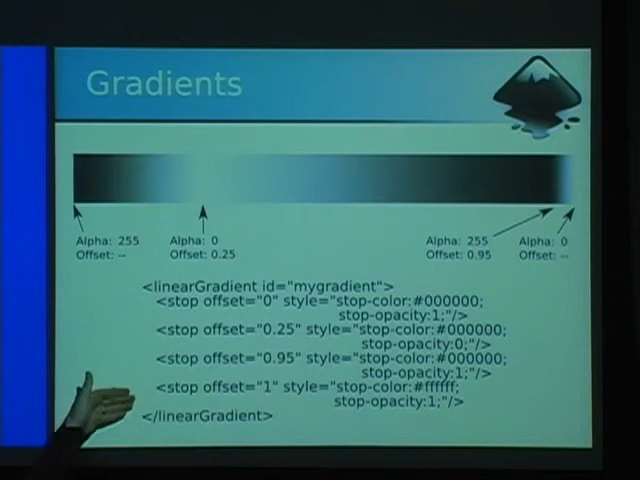 Gradients
Alpha: 255 Alpha: 0 Alpha: 255 Alpha: 0
Offset: -- Offset: 0.25 Offset: 0.95 Offset: --
<linearGradient id="mygradient">
<stop offset="0" style="stop-color:#000000;
stop-opacity:1;"/>
<stop offset="0.25" style="stop-color:#000000;
stop-opacity:0;"/>
<stop offset="0.95" style="stop-color:#000000;
stop-opacity:1;"/>
<stop offset="1" style="stop-color:#ffffff;
stop-opacity:1;"/>
</linearGradient>